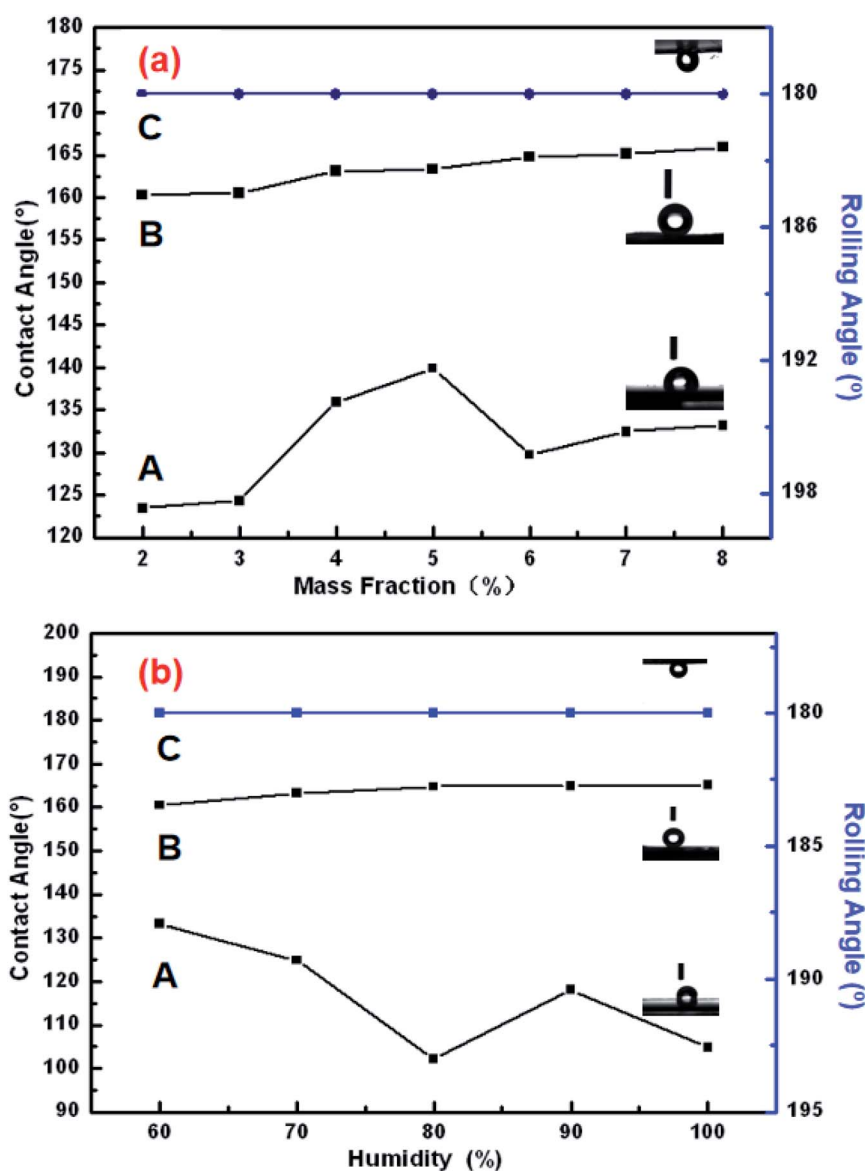 (a)
180
175
170
165
160
155
150
145
140
135
130
125
120
Contact Angle(°)
C
B
A
180
186
192
198
Rolling Angle (º)
2 3 4 5 6 7 8
Mass Fraction (%)
(b)
200
190
180
170
160
150
140
130
120
110
100
90
Contact Angle(°)
C
B
A
180
185
190
195
Rolling Angle (º)
60 70 80 90 100
Humidity (%)